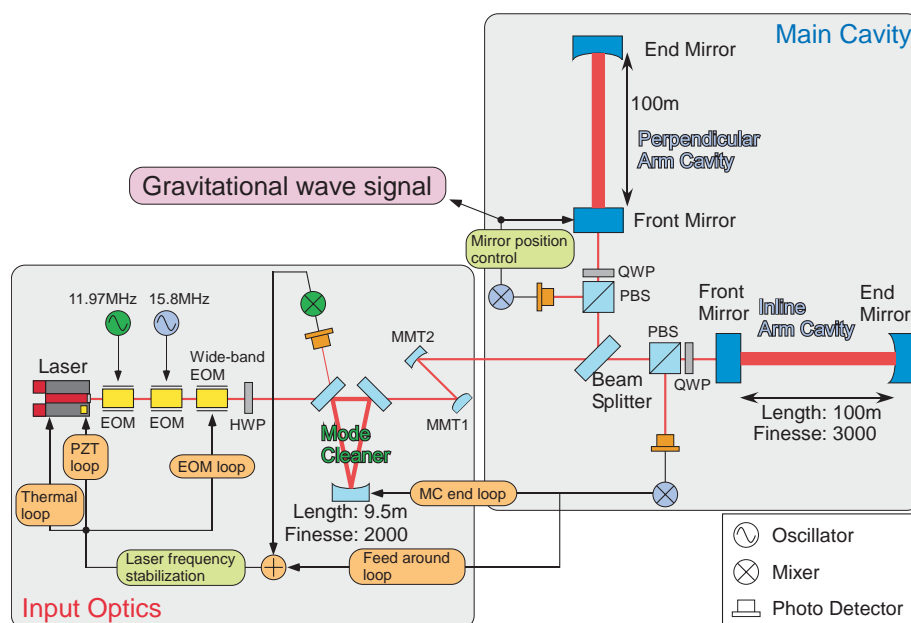 Main Cavity
End Mirror
100m
Perpendicular
Arm Cavity
Gravitational wave signal
Front Mirror
Mirror position
control
QWP
PBS
Front
Mirror
Inline
Arm Cavity
End
Mirror
PBS
QWP
Beam
Splitter
Length: 100m
Finesse: 3000
11.97MHz
15.8MHz
Wide-band
EOM
Laser
EOM
EOM
HWP
MMT2
MMT1
Mode
Cleaner
PZT
loop
EOM loop
Thermal
loop
MC end loop
Length: 9.5m
Finesse: 2000
Laser frequency
stabilization
Feed around
loop
Input Optics
Oscillator
Mixer
Photo Detector